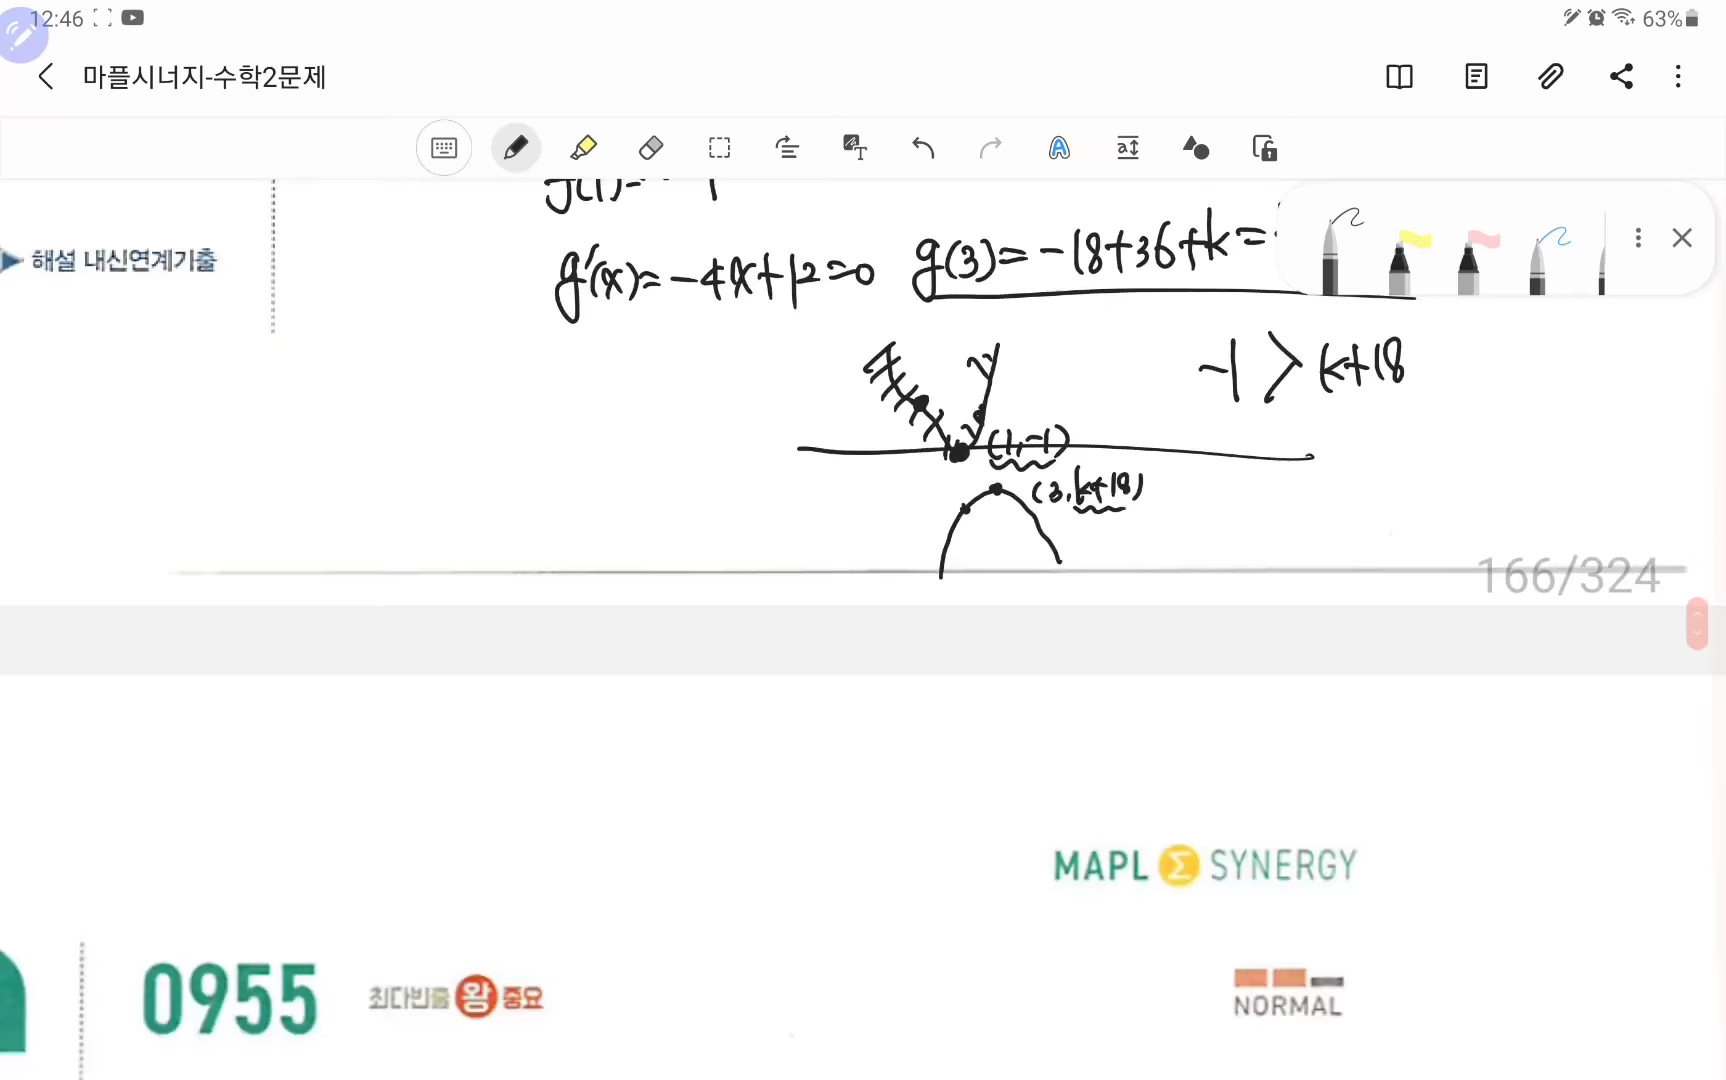 12:46
63%
마플시너지-수학2문제
해설 내신연계기출
g'(x)=-4x+12=0
g(3)=-18+36+k=
-1>k+18
(1,-1)
(3,k+18)
166/324
MAPL Σ SYNERGY
0955 최다빈출 왕 중요
NORMAL